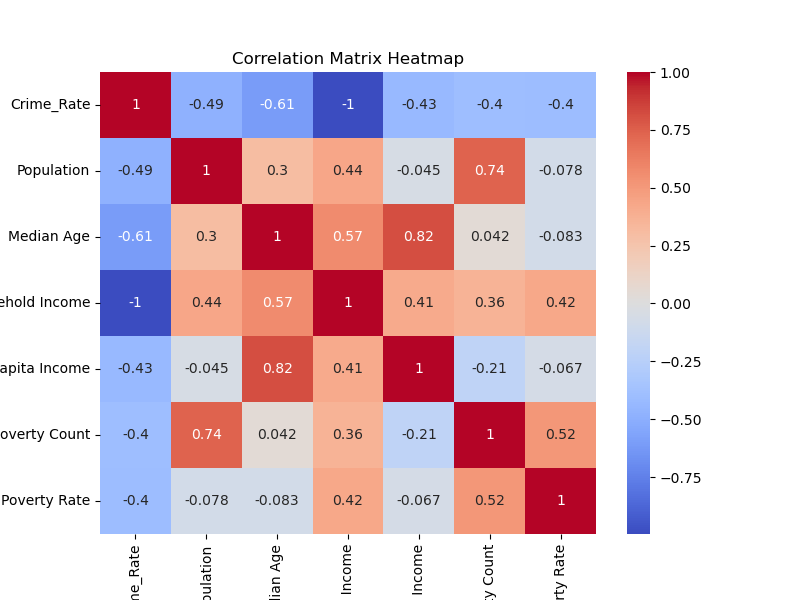 Correlation Matrix Heatmap
Crime_Rate 1 -0.49 -0.61 -1 -0.43 -0.4 -0.4
Population -0.49 1 0.3 0.44 -0.045 0.74 -0.078
Median Age -0.61 0.3 1 0.57 0.82 0.042 -0.083
ehold Income -1 0.44 0.57 1 0.41 0.36 0.42
apita Income -0.43 -0.045 0.82 0.41 1 -0.21 -0.067
overty Count -0.4 0.74 0.042 0.36 -0.21 1 0.52
Poverty Rate -0.4 -0.078 -0.083 0.42 -0.067 0.52 1
me_Rate
pulation
dian Age
Income
Income
ty Count
rty Rate
1.00
0.75
0.50
0.25
0.00
−0.25
−0.50
−0.75